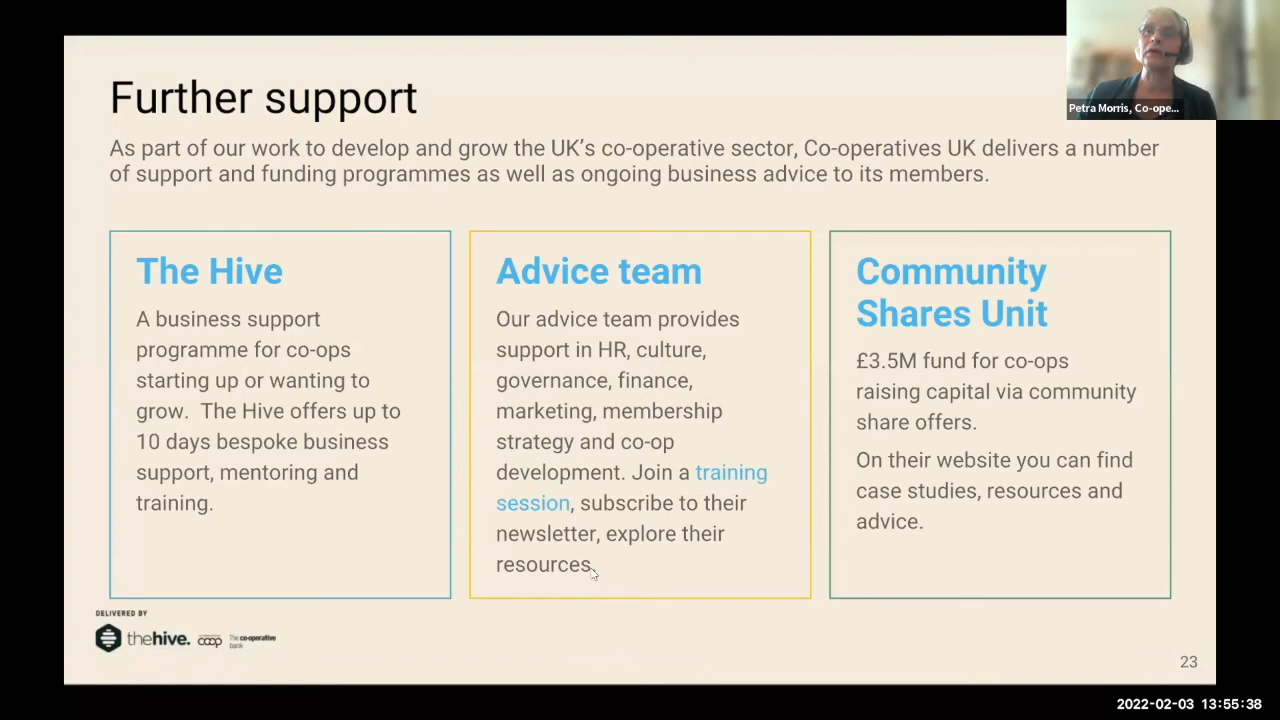 Further support
As part of our work to develop and grow the UK's co-operative sector, Co-operatives UK delivers a number
of support and funding programmes as well as ongoing business advice to its members.
The Hive
A business support
programme for co-ops
starting up or wanting to
grow.  The Hive offers up to
10 days bespoke business
support, mentoring and
training.
Advice team
Our advice team provides
support in HR, culture,
governance, finance,
marketing, membership
strategy and co-op
development. Join a training
session, subscribe to their
newsletter, explore their
resources.
Community
Shares Unit
£3.5M fund for co-ops
raising capital via community
share offers.
On their website you can find
case studies, resources and
advice.
DELIVERED BY
thehive.
coop
The co-operative
bank
23
Petra Morris, Co-ope...
2022-02-03 13:55:38